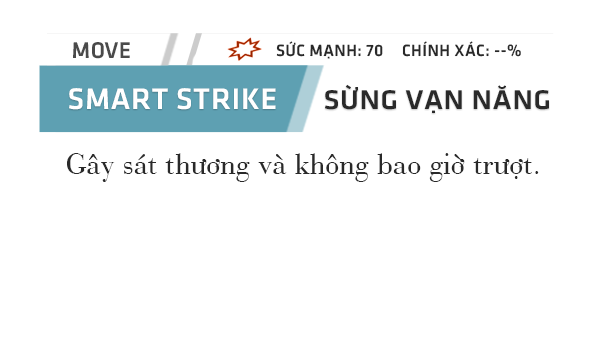 MOVE SỨC MẠNH: 70 CHÍNH XÁC: --%
SMART STRIKE SỪNG VẠN NĂNG
Gây sát thương và không bao giờ trượt.